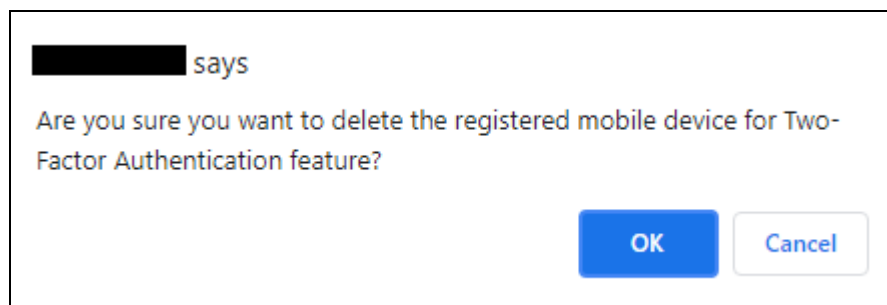 says
Are you sure you want to delete the registered mobile device for Two-
Factor Authentication feature?
OK
Cancel